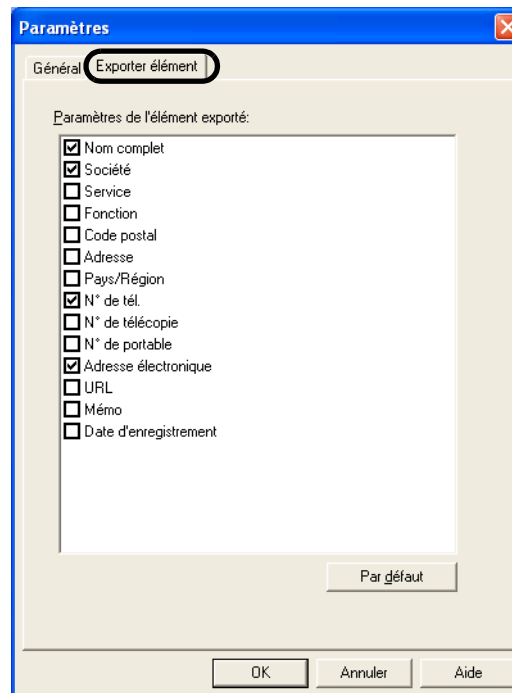 Paramètres
Général
Exporter élément
Paramètres de l'élément exporté:
Nom complet
Société
Service
Fonction
Code postal
Adresse
Pays/Région
N° de tél.
N° de télécopie
N° de portable
Adresse électronique
URL
Mémo
Date d'enregistrement
Par défaut
OK
Annuler
Aide